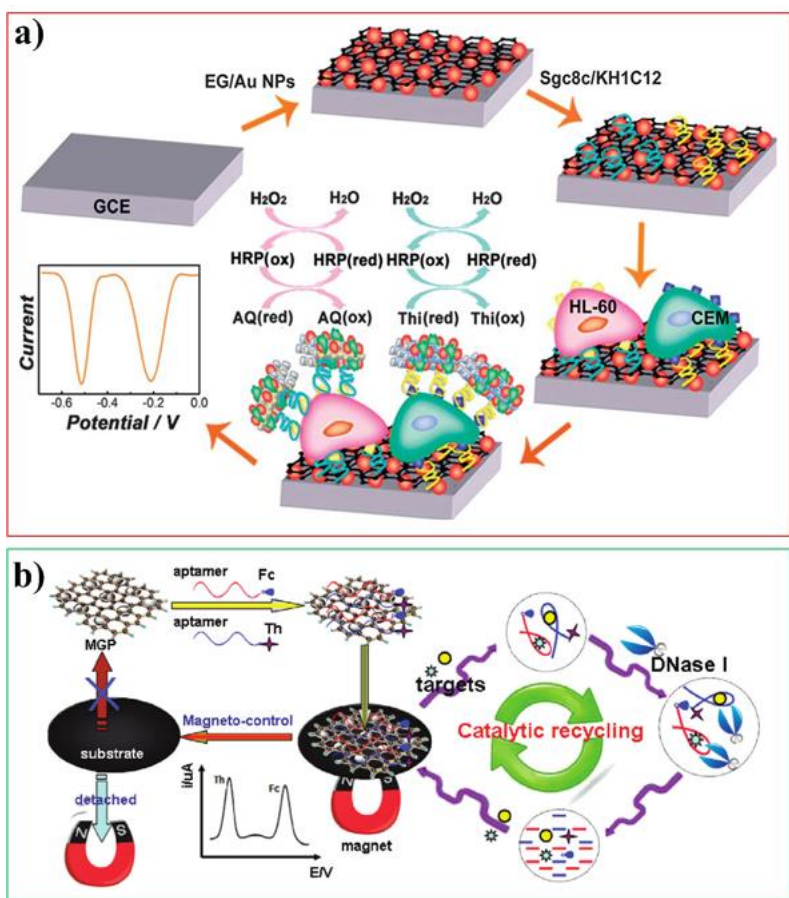 a)
EG/Au NPs
Sgc8c/KH1C12
GCE
H₂O₂ H₂O H₂O₂ H₂O
HRP(ox) HRP(red) HRP(ox) HRP(red)
AQ(red) AQ(ox) Thi(red) Thi(ox)
HL-60 CEM
Current
-0.6 -0.4 -0.2 0.0
Potential / V
b)
aptamer Fc
aptamer Th
MGP
targets
DNase I
Catalytic recycling
Magneto-control
substrate
detached
N S
i/uA
Th Fc
E/V
N S
magnet